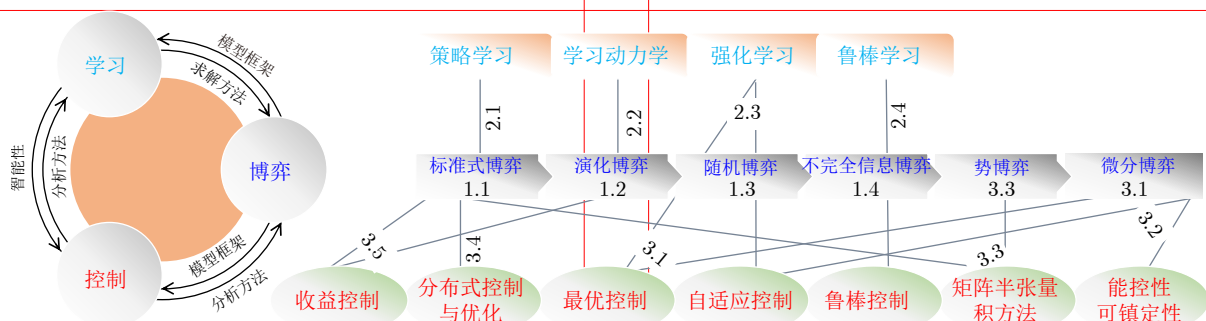 学习
博弈
控制
模型框架
求解方法
智能性
分析方法
模型框架
分析方法
策略学习
学习动力学
强化学习
鲁棒学习
2.1
2.2
2.3
2.4
标准式博弈
1.1
演化博弈
1.2
随机博弈
1.3
不完全信息博弈
1.4
势博弈
3.3
微分博弈
3.1
3.5
3.4
3.1
3.3
3.2
收益控制
分布式控制
与优化
最优控制
自适应控制
鲁棒控制
矩阵半张量
积方法
能控性
可镇定性